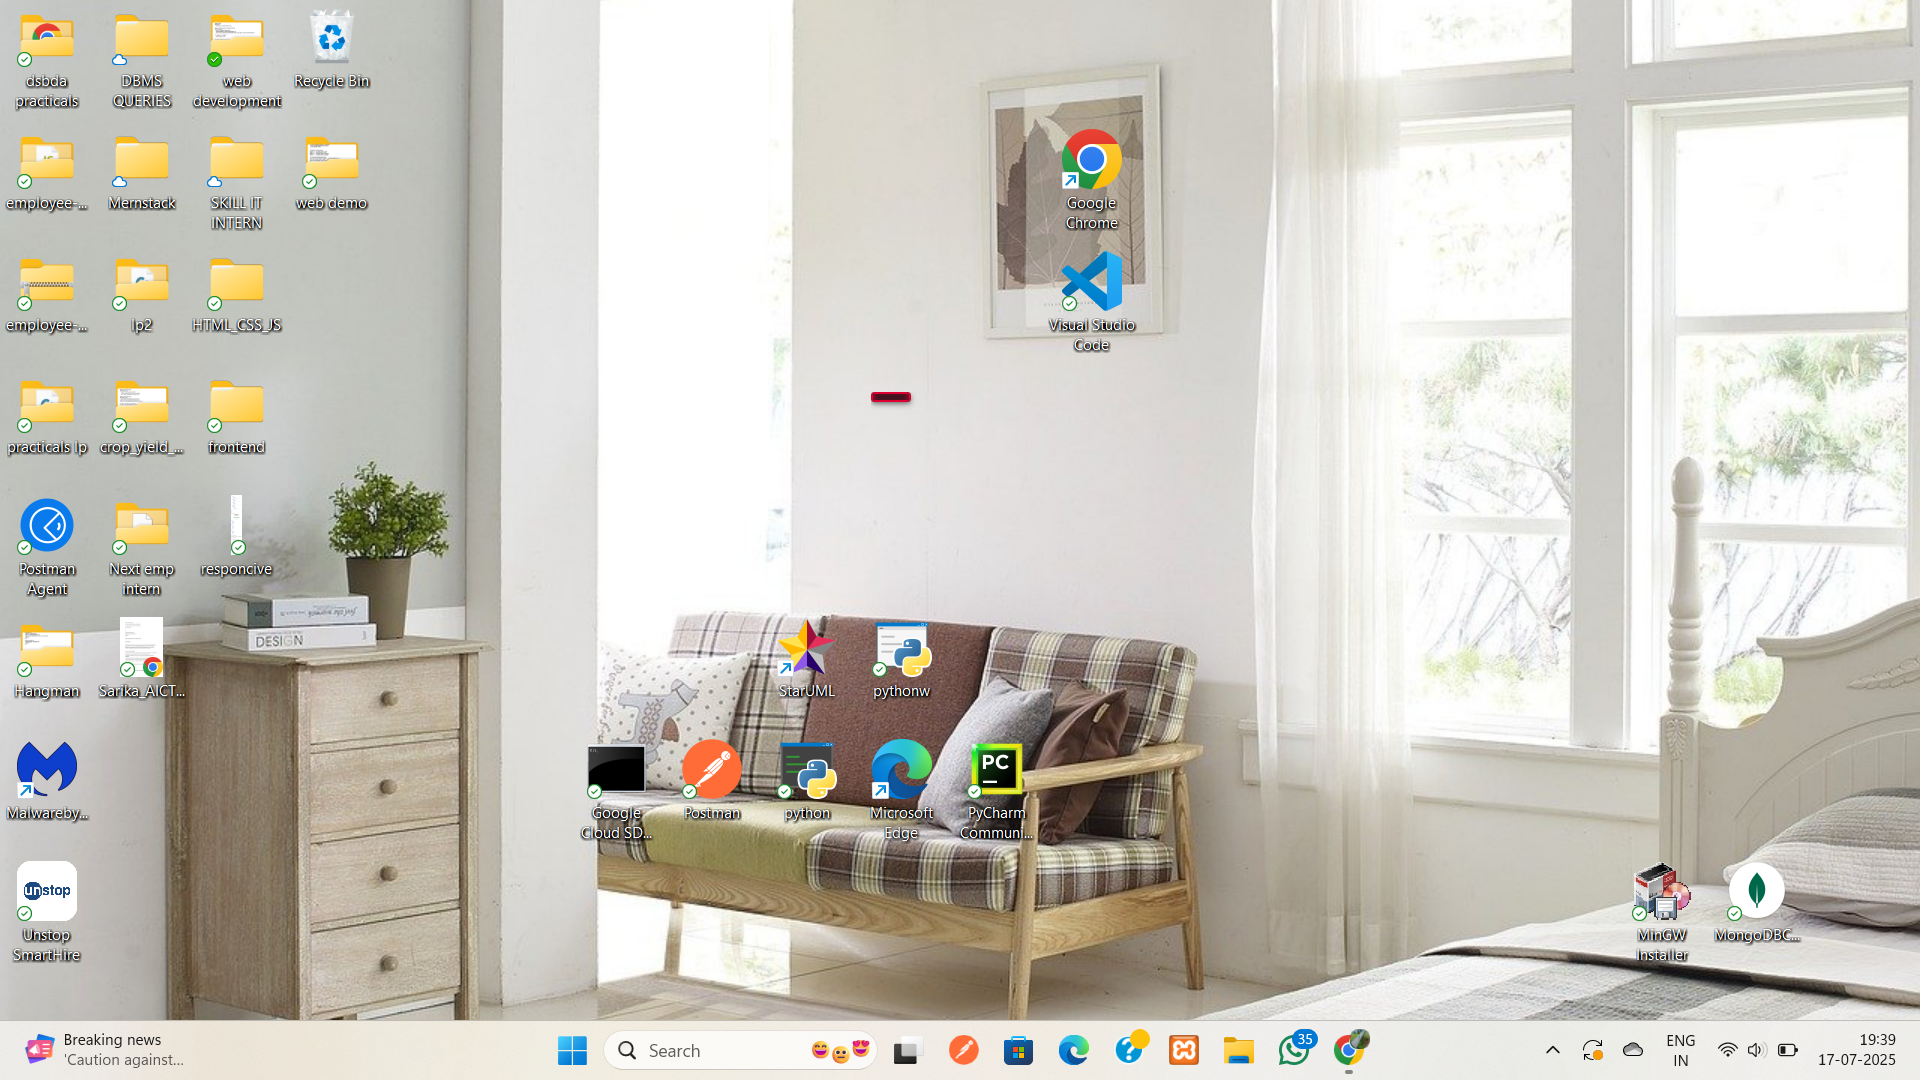 dsbda
practicals
DBMS
QUERIES
web
development
Recycle Bin
employee-...
Mernstack
SKILL IT
INTERN
web demo
employee-...
lp2
HTML_CSS_JS
practicals lp
crop_yield_...
frontend
Postman
Agent
Next emp
intern
responcive
Hangman
Sarika_AICT...
Malwareby...
unstop
Unstop
SmartHire
Google
Chrome
Visual Studio
Code
DESIGN
StarUML
pythonw
Google
Cloud SD...
Postman
python
Microsoft
Edge
PC
PyCharm
Communi...
MinGW
Installer
MongoDBC...
Breaking news
'Caution against...
Search
35
ENG
IN
19:39
17-07-2025